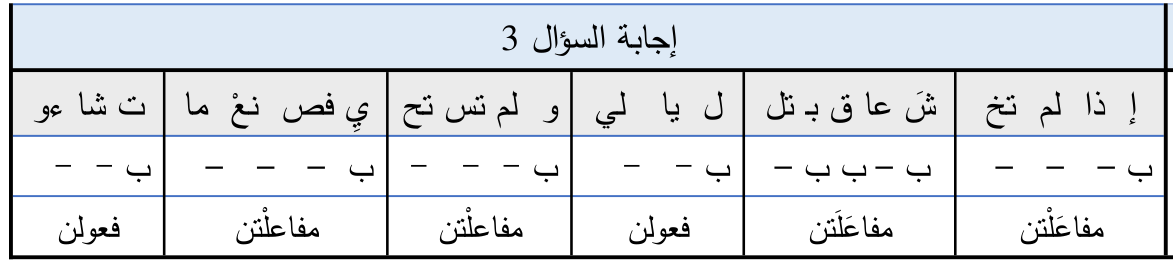 إجابة السؤال 3
إ ذا لم تخ شَ عا ق بـ تل ل يا لي و لم تس تح يِ فص نعْ ما ت شا ءو
ب – – – ب – ب ب – ب – – ب – – – ب – – – ب – –
مفاعَلْتن مفاعَلَتن فعولن مفاعلْتن مفاعلْتن فعولن